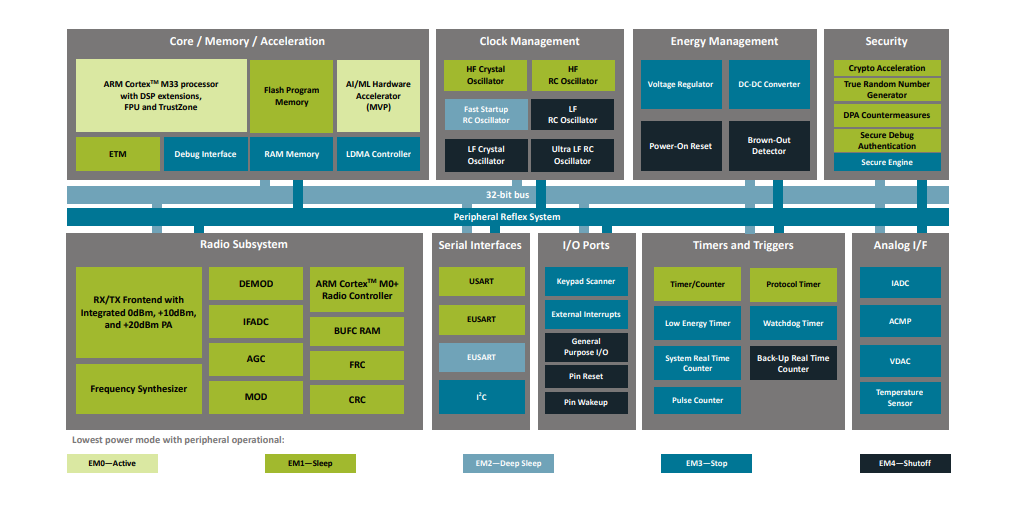 Core / Memory / Acceleration
ARM Cortex™ M33 processor
with DSP extensions,
FPU and TrustZone
Flash Program
Memory
AI/ML Hardware
Accelerator
(MVP)
ETM
Debug Interface
RAM Memory
LDMA Controller
Clock Management
HF Crystal
Oscillator
HF
RC Oscillator
Fast Startup
RC Oscillator
LF
RC Oscillator
LF Crystal
Oscillator
Ultra LF RC
Oscillator
Energy Management
Voltage Regulator
DC-DC Converter
Power-On Reset
Brown-Out
Detector
Security
Crypto Acceleration
True Random Number
Generator
DPA Countermeasures
Secure Debug
Authentication
Secure Engine
32-bit bus
Peripheral Reflex System
Radio Subsystem
RX/TX Frontend with
Integrated 0dBm, +10dBm,
and +20dBm PA
Frequency Synthesizer
DEMOD
IFADC
AGC
MOD
ARM Cortex™ M0+
Radio Controller
BUFC RAM
FRC
CRC
Serial Interfaces
USART
EUSART
EUSART
I²C
I/O Ports
Keypad Scanner
External Interrupts
General
Purpose I/O
Pin Reset
Pin Wakeup
Timers and Triggers
Timer/Counter
Protocol Timer
Low Energy Timer
Watchdog Timer
System Real Time
Counter
Back-Up Real Time
Counter
Pulse Counter
Analog I/F
IADC
ACMP
VDAC
Temperature
Sensor
Lowest power mode with peripheral operational:
EM0—Active
EM1—Sleep
EM2—Deep Sleep
EM3—Stop
EM4—Shutoff